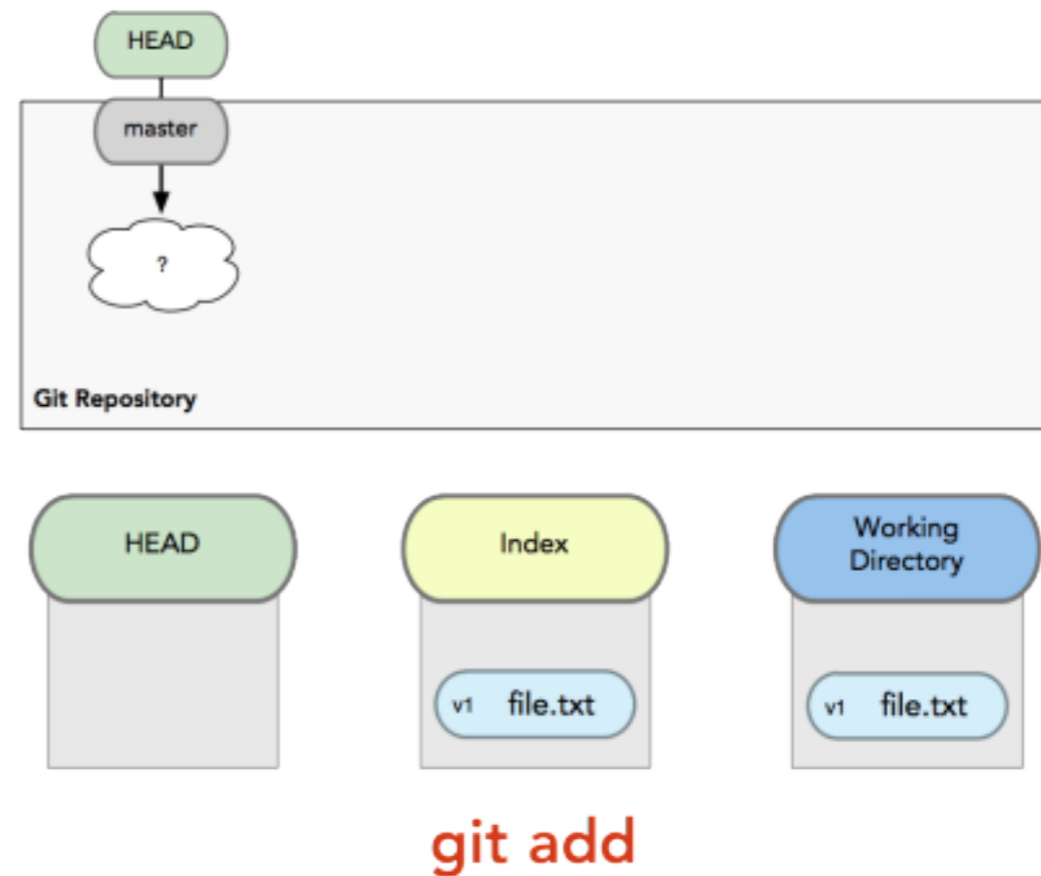 HEAD
master
?
Git Repository
HEAD
Index
Working
Directory
v1 file.txt
v1 file.txt
git add